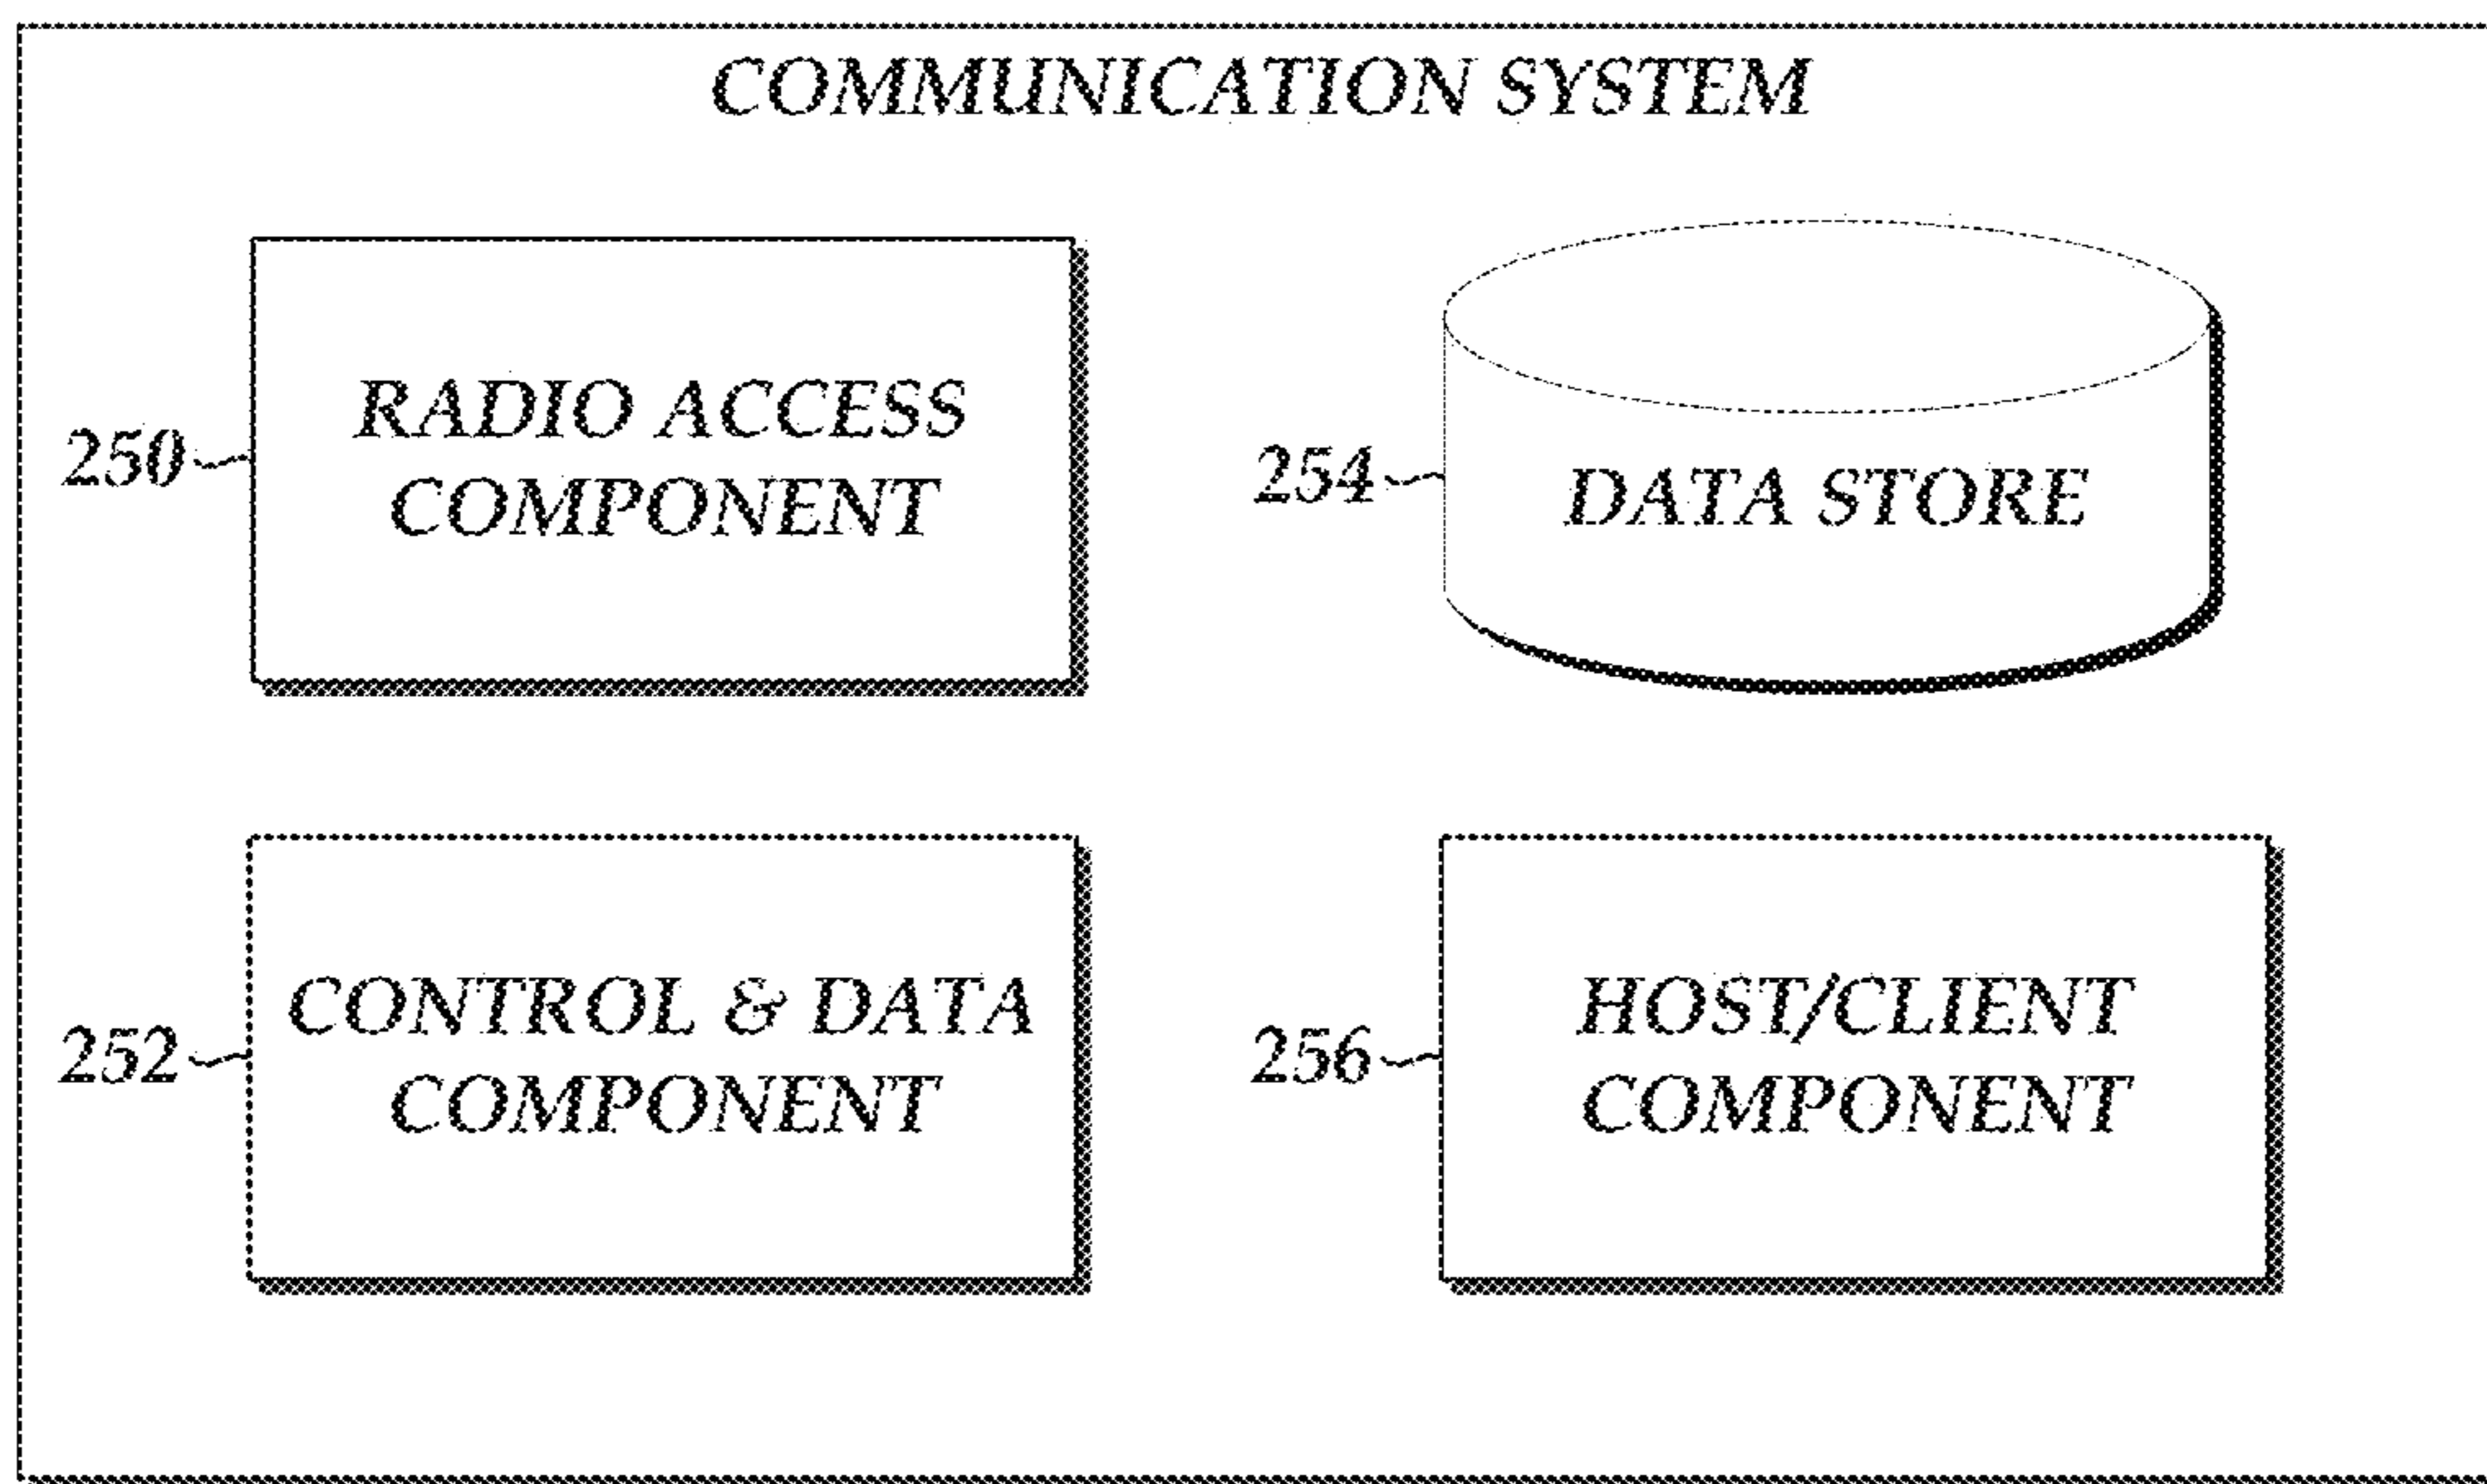 COMMUNICATION SYSTEM
RADIO ACCESS
COMPONENT
250
DATA STORE
254
CONTROL & DATA
COMPONENT
252
HOST/CLIENT
COMPONENT
256